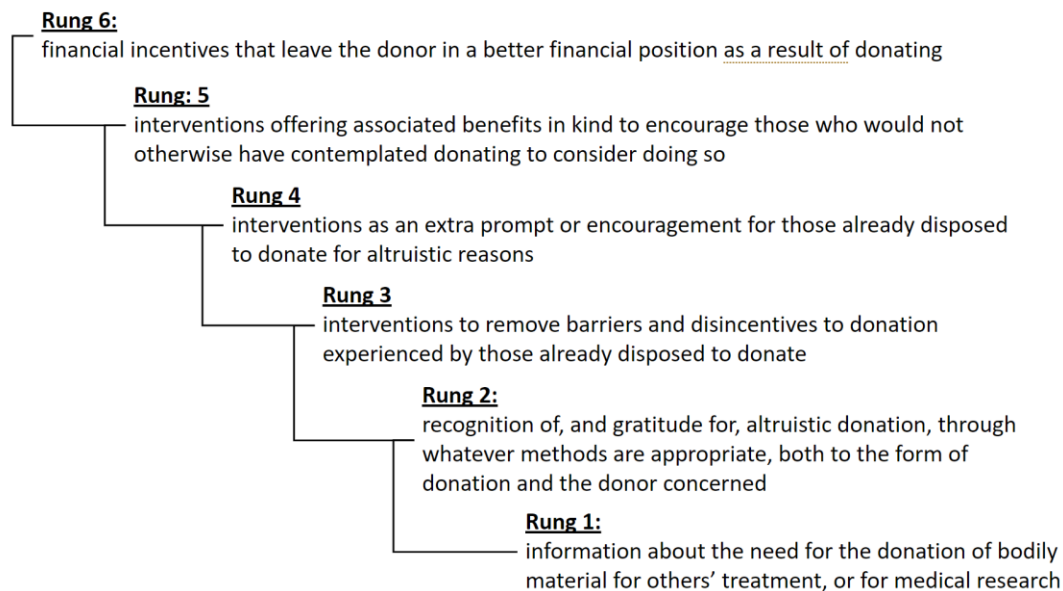 Rung 6:
financial incentives that leave the donor in a better financial position as a result of donating
Rung: 5
interventions offering associated benefits in kind to encourage those who would not
otherwise have contemplated donating to consider doing so
Rung 4
interventions as an extra prompt or encouragement for those already disposed
to donate for altruistic reasons
Rung 3
interventions to remove barriers and disincentives to donation
experienced by those already disposed to donate
Rung 2:
recognition of, and gratitude for, altruistic donation, through
whatever methods are appropriate, both to the form of
donation and the donor concerned
Rung 1:
information about the need for the donation of bodily
material for others’ treatment, or for medical research